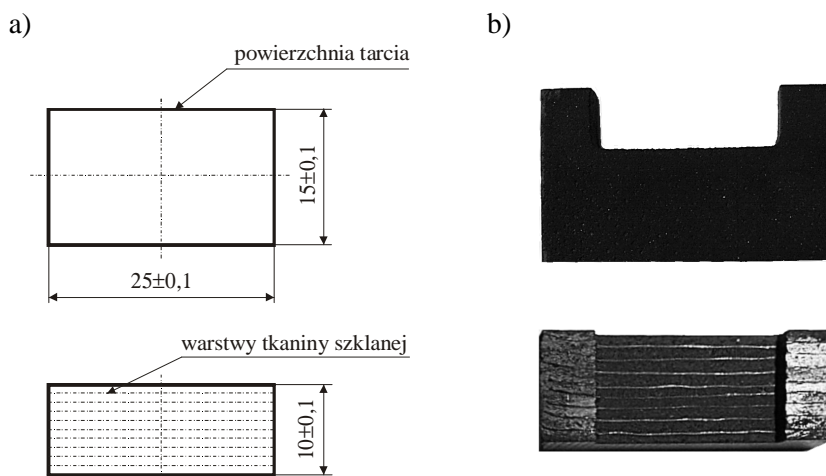 a)
b)
powierzchnia tarcia
15±0,1
25±0,1
warstwy tkaniny szklanej
10±0,1